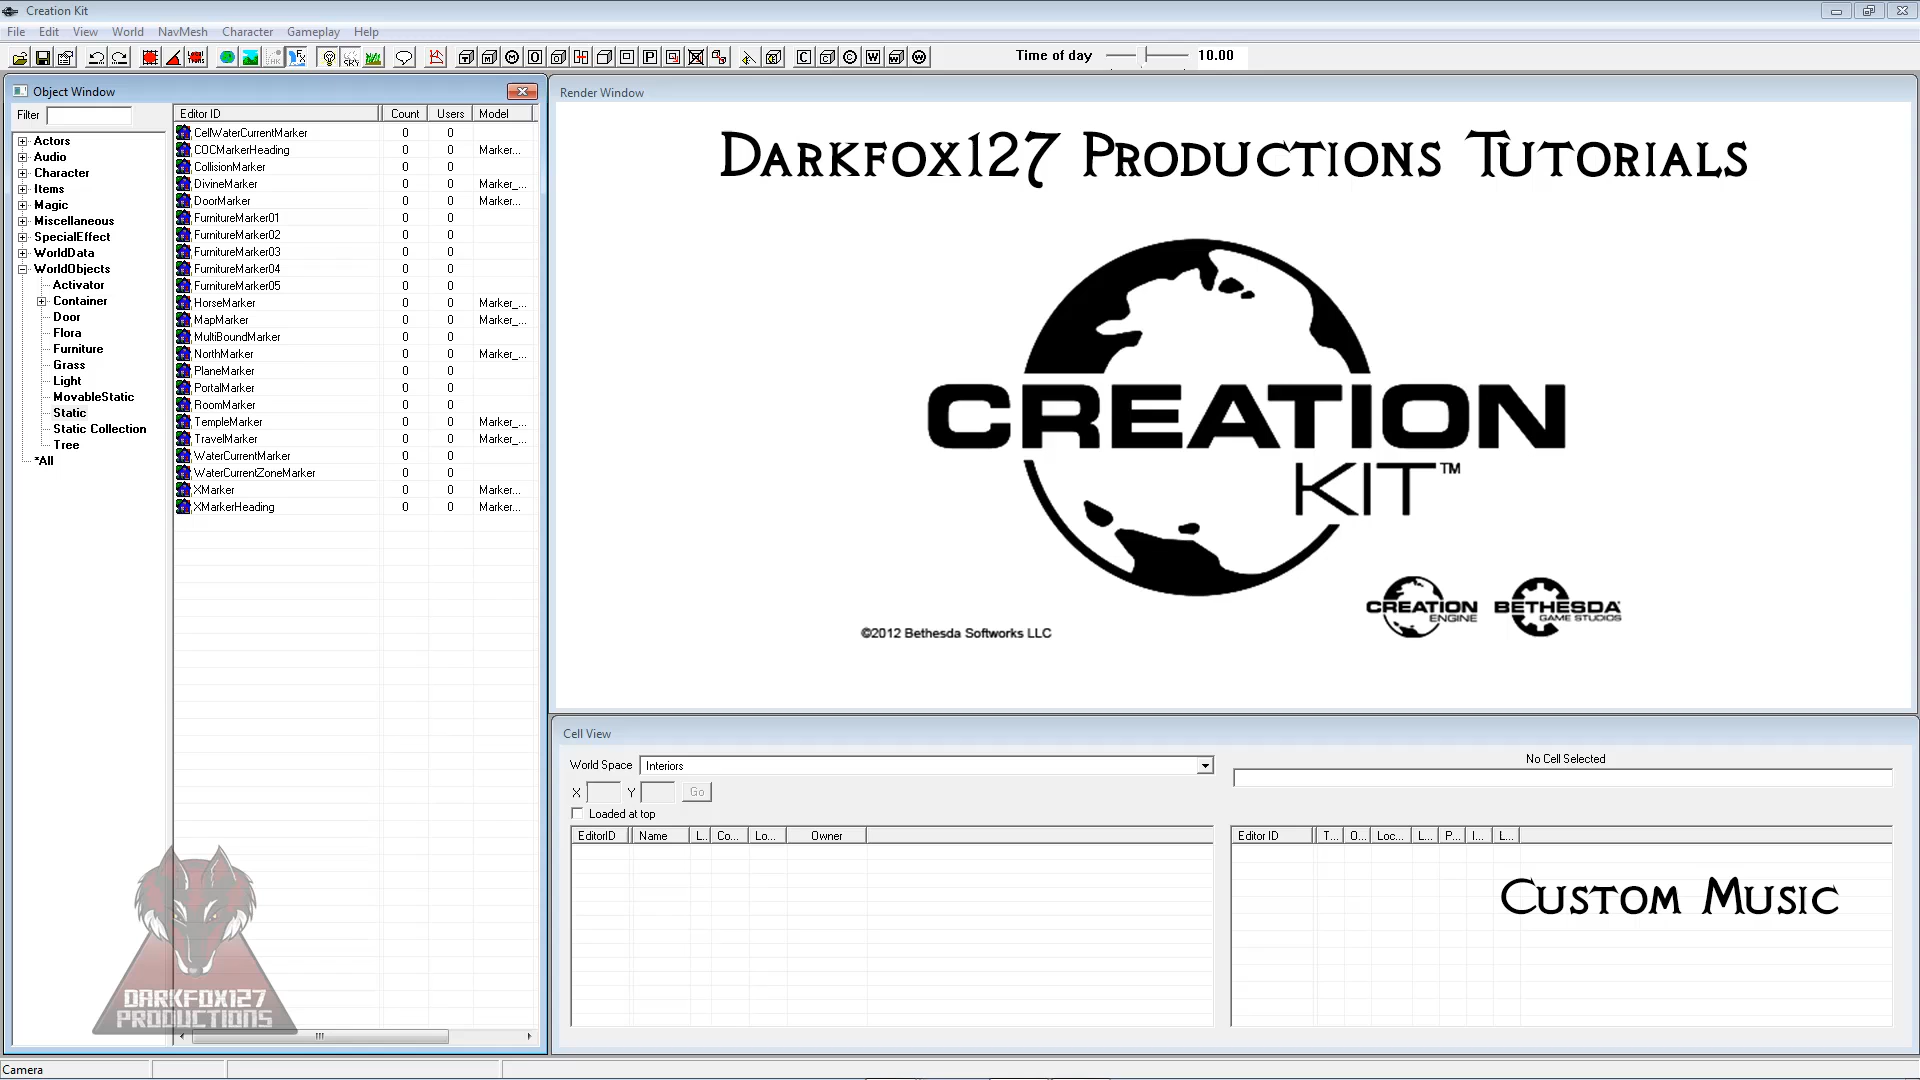 Creation Kit
File Edit View World NavMesh Character Gameplay Help
Time of day 10.00
Object Window
Filter
Actors
Audio
Character
Items
Magic
Miscellaneous
SpecialEffect
WorldData
WorldObjects
Activator
Container
Door
Flora
Furniture
Grass
Light
MovableStatic
Static
Static Collection
Tree
*All
Editor ID Count Users Model
CellWaterCurrentMarker 0 0
COCMarkerHeading 0 0 Marker...
CollisionMarker 0 0
DivineMarker 0 0 Marker_...
DoorMarker 0 0 Marker...
FurnitureMarker01 0 0
FurnitureMarker02 0 0
FurnitureMarker03 0 0
FurnitureMarker04 0 0
FurnitureMarker05 0 0
HorseMarker 0 0 Marker_...
MapMarker 0 0 Marker_...
MultiBoundMarker 0 0
NorthMarker 0 0 Marker_...
PlaneMarker 0 0
PortalMarker 0 0
RoomMarker 0 0
TempleMarker 0 0 Marker_...
TravelMarker 0 0 Marker_...
WaterCurrentMarker 0 0
WaterCurrentZoneMarker 0 0
XMarker 0 0 Marker...
XMarkerHeading 0 0 Marker...
DARKFOX127
PRODUCTIONS
Render Window
Darkfox127 Productions Tutorials
CREATION
KIT™
CREATION
ENGINE
BETHESDA
GAME STUDIOS
©2012 Bethesda Softworks LLC
Cell View
World Space Interiors
X Y Go
Loaded at top
EditorID Name L.. Co... Lo... Owner
No Cell Selected
Editor ID T... O... Loc... L... P... I... L...
Custom Music
Camera